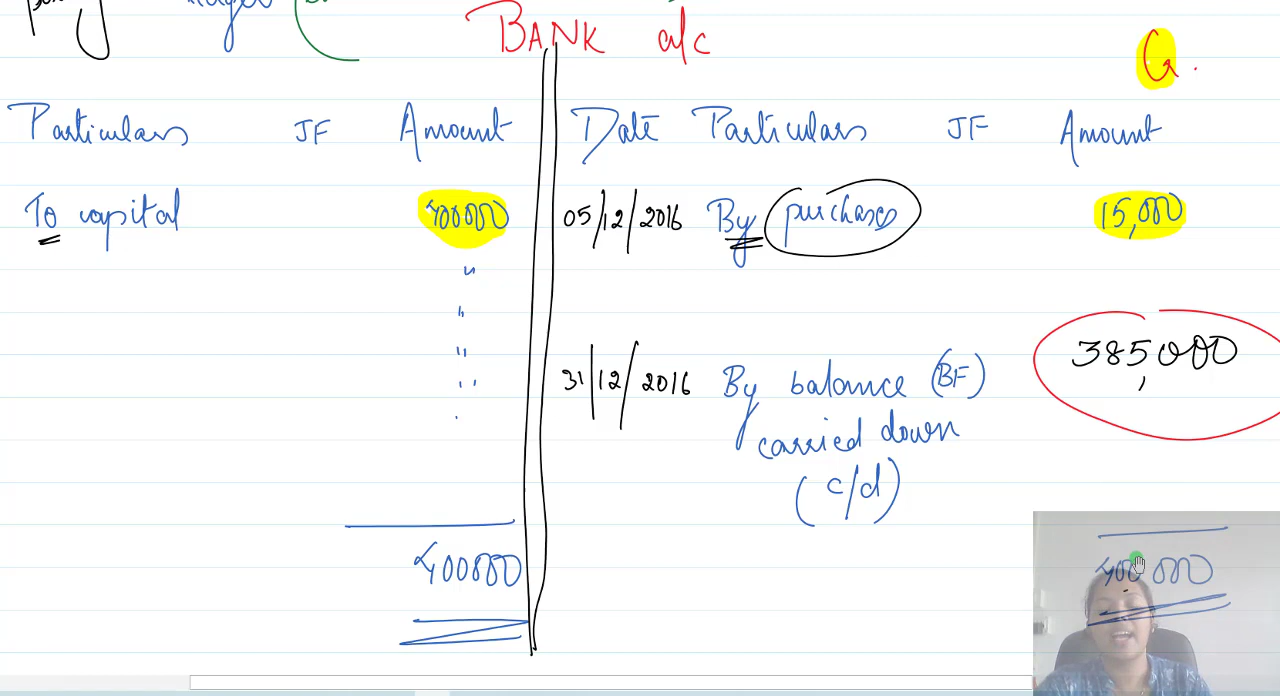 BANK a/c
Cr.
Particulars JF Amount Date Particulars JF Amount
To capital 400000 05/12/2016 By purchases 15,000
"
"
"
385,000
31/12/2016 By balance (BF)
carried down
(c/d)
400000 400000